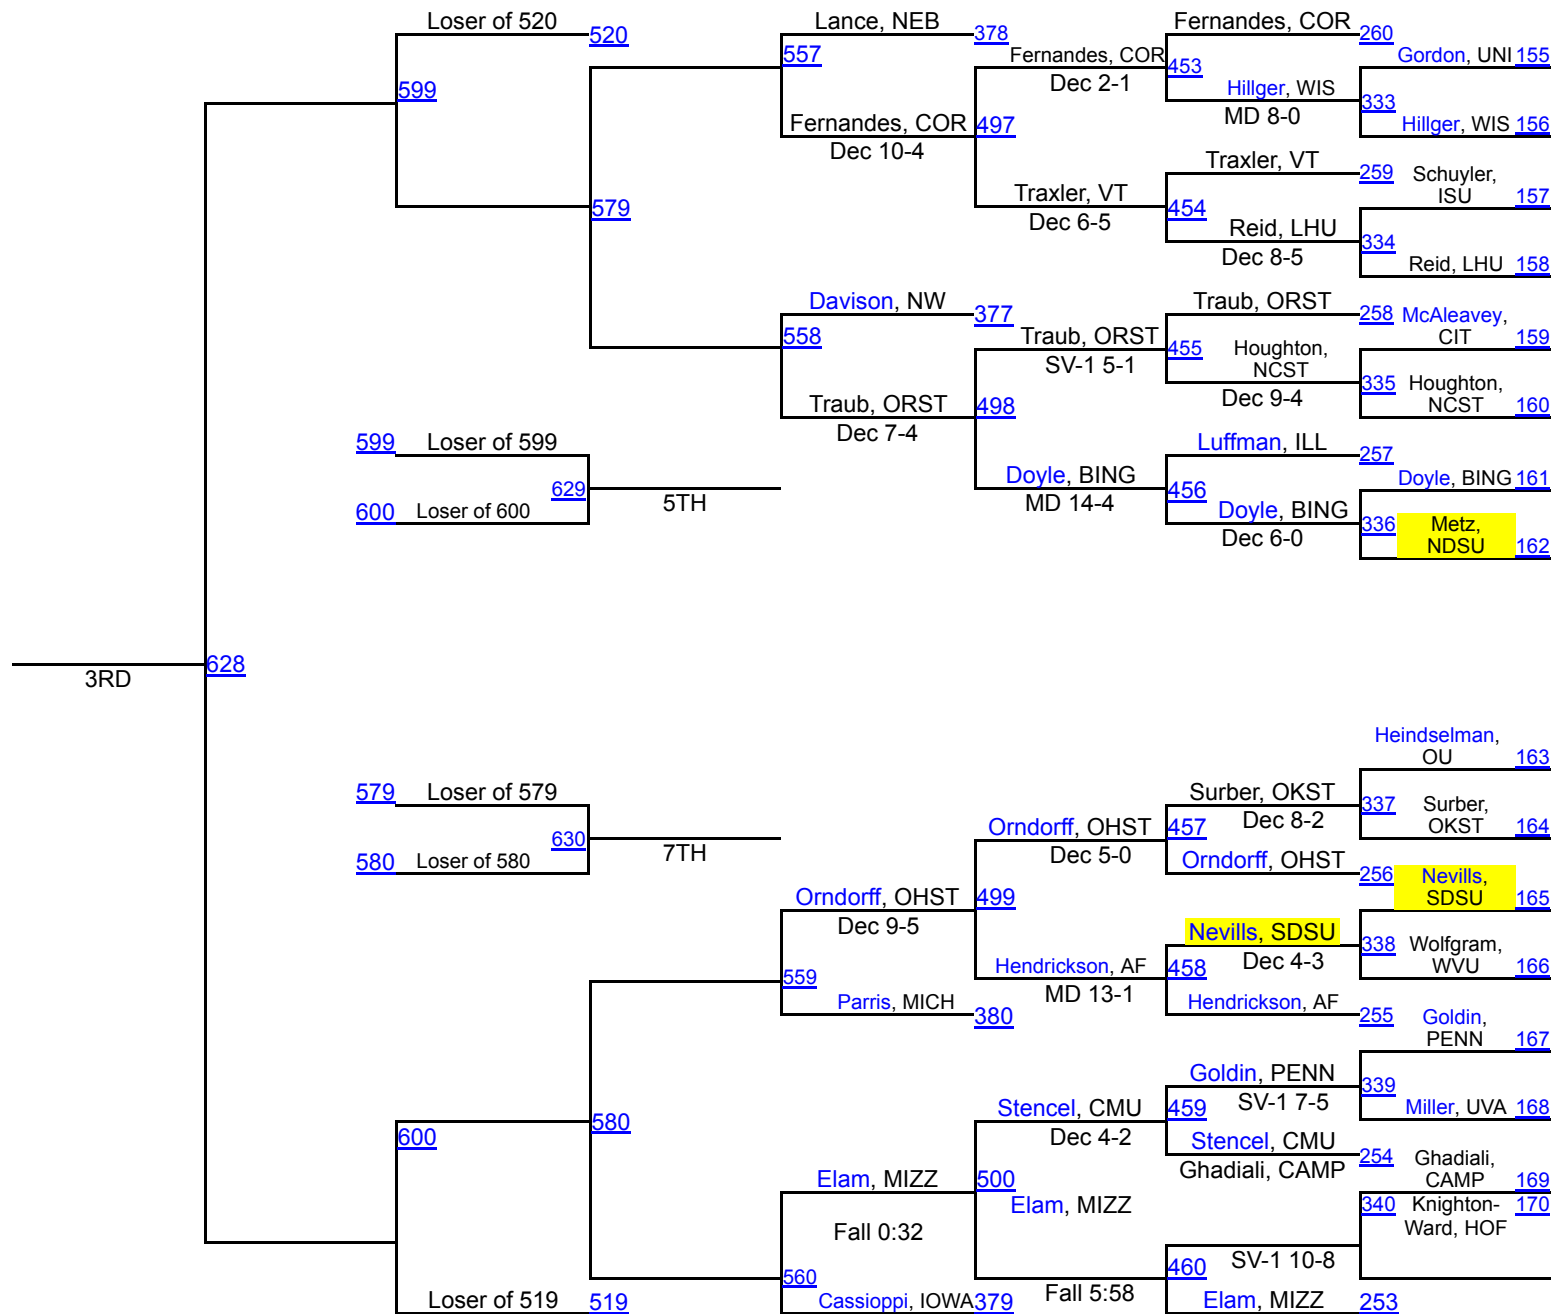 Loser of 520
520
Lance, NEB
378
Fernandes, COR
260
557
Fernandes, COR
Dec 2-1
453
Gordon, UNI
155
599
Hillger, WIS
MD 8-0
333
Hillger, WIS
156
Fernandes, COR
Dec 10-4
497
Traxler, VT
259
Schuyler,
ISU
157
579
Traxler, VT
Dec 6-5
454
Reid, LHU
Dec 8-5
334
Reid, LHU
158
Davison, NW
377
Traub, ORST
258
McAleavey,
CIT
159
558
Traub, ORST
SV-1 5-1
455
Houghton,
NCST
Dec 9-4
335
Houghton,
NCST
160
Traub, ORST
Dec 7-4
498
599
Loser of 599
Luffman, ILL
257
629
5TH
Doyle, BING
MD 14-4
456
Doyle, BING
161
600
Loser of 600
Doyle, BING
Dec 6-0
336
Metz,
NDSU
162
3RD
628
Heindselman,
OU
163
579
Loser of 579
Surber, OKST
Dec 8-2
337
Surber,
OKST
164
630
7TH
Orndorff, OHST
Dec 5-0
457
580
Loser of 580
Orndorff, OHST
256
Nevills,
SDSU
165
Orndorff, OHST
Dec 9-5
499
Nevills, SDSU
Dec 4-3
338
Wolfgram,
WVU
166
559
Hendrickson, AF
MD 13-1
458
Parris, MICH
380
Hendrickson, AF
255
Goldin,
PENN
167
Goldin, PENN
SV-1 7-5
339
Miller, UVA
168
600
580
Stencel, CMU
Dec 4-2
459
Stencel, CMU
254
Ghadiali, CAMP
Ghadiali,
CAMP
169
Elam, MIZZ
500
Elam, MIZZ
340
Knighton-
Ward, HOF
170
Fall 0:32
SV-1 10-8
560
Fall 5:58
460
Loser of 519
519
Cassioppi, IOWA
379
Elam, MIZZ
253